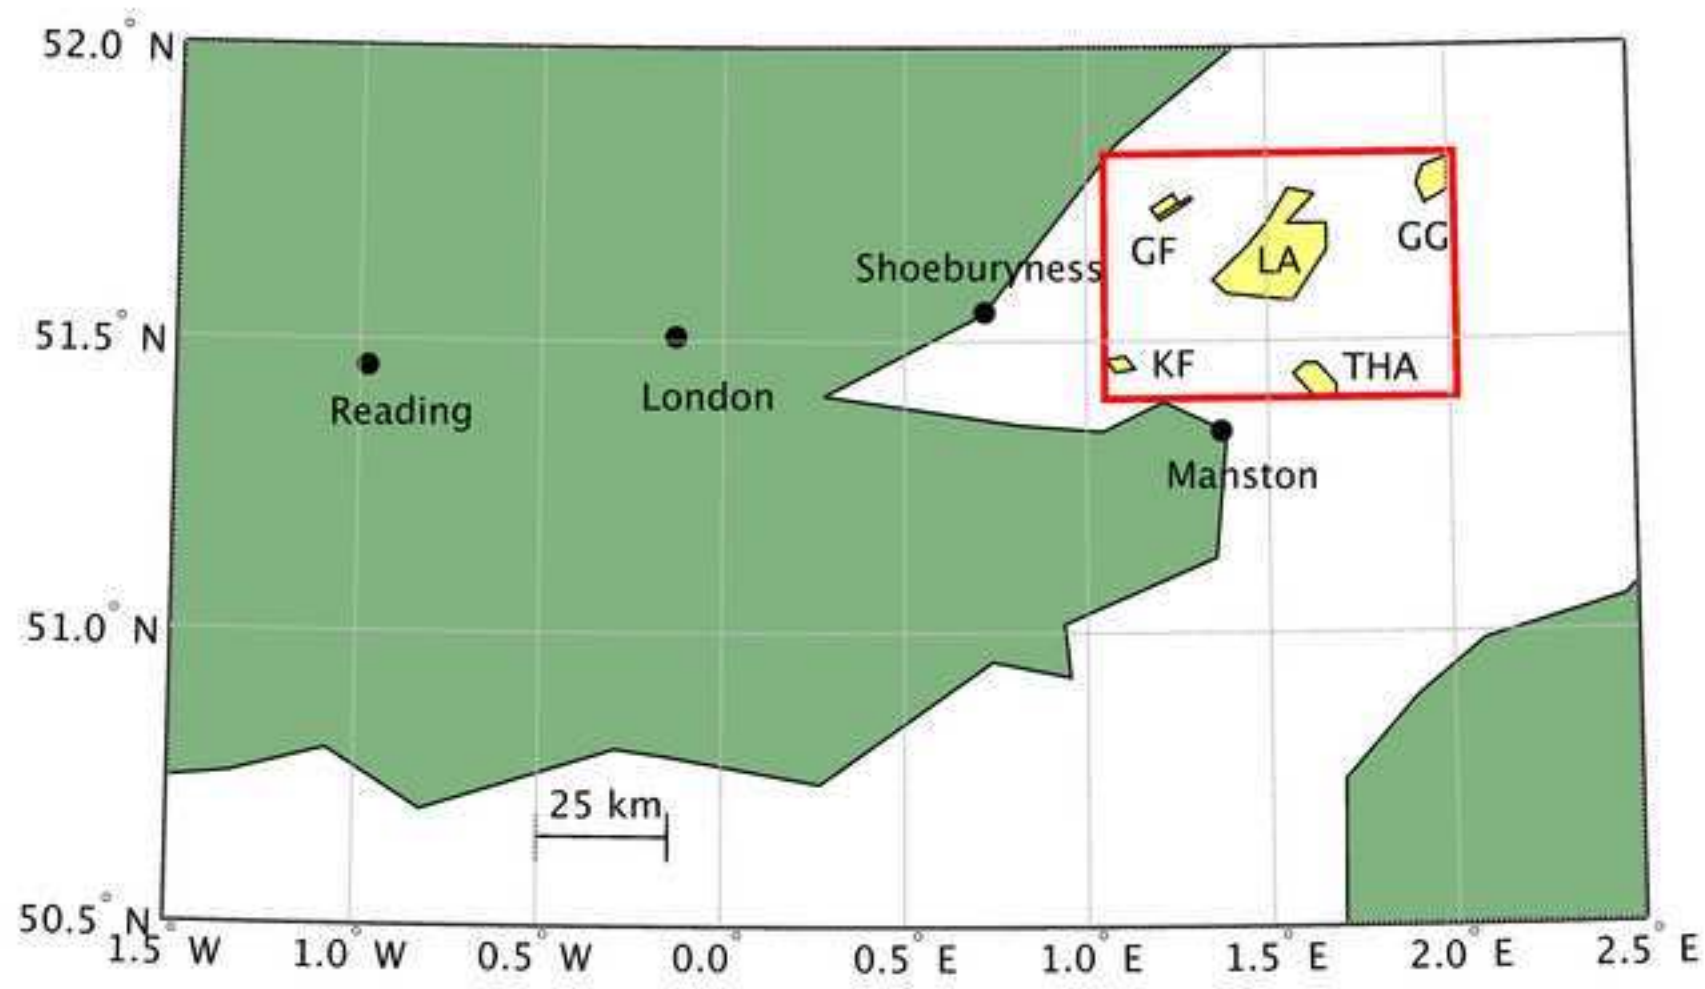 52.0° N
GF
LA
GG
Shoeburyness
51.5° N
KF
THA
Reading
London
Manston
51.0° N
25 km
50.5° N
1.5° W
1.0° W
0.5° W
0.0°
0.5° E
1.0° E
1.5° E
2.0° E
2.5° E